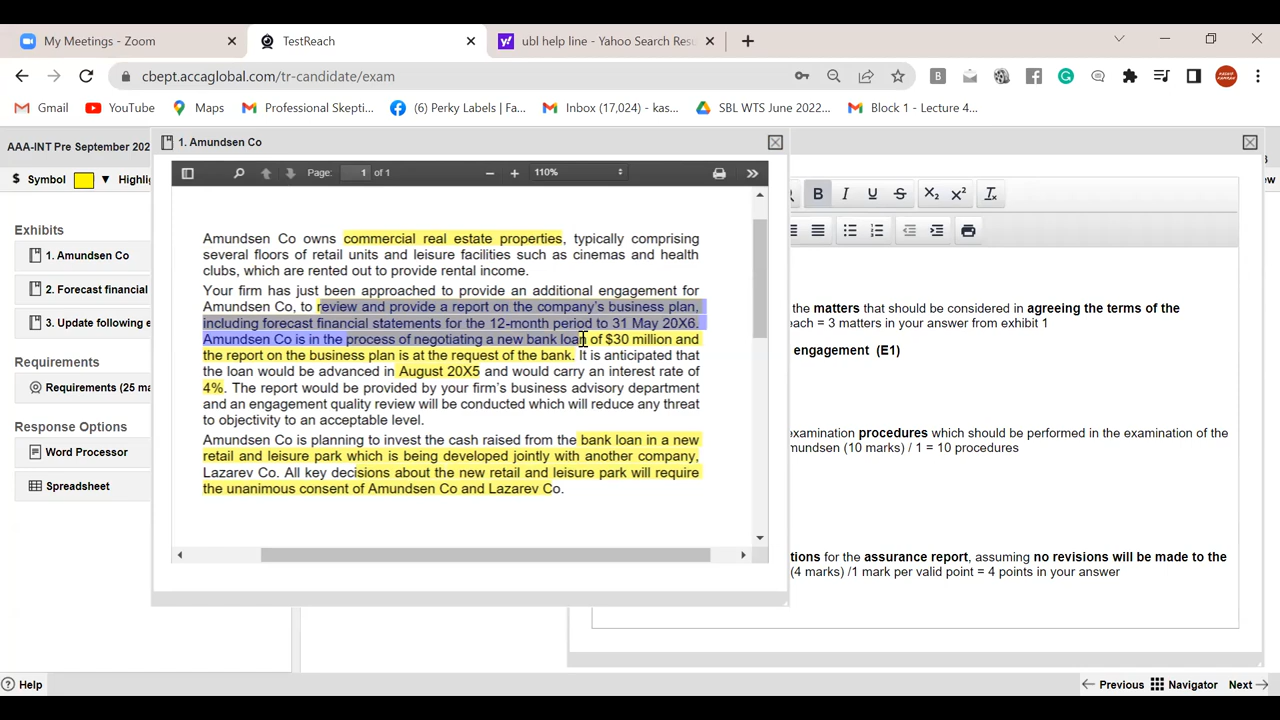 My Meetings - Zoom
TestReach
ubl help line - Yahoo Search Resu
cbept.accaglobal.com/tr-candidate/exam
Gmail
YouTube
Maps
Professional Skepti...
(6) Perky Labels | Fa...
Inbox (17,024) - kas...
SBL WTS June 2022...
Block 1 - Lecture 4...
AAA-INT Pre September 202
1. Amundsen Co
$ Symbol
Highli
Page: 1 of 1
110%
B I U S X₂ X² Tx
Exhibits
1. Amundsen Co
2. Forecast financial
3. Update following e
Requirements
Requirements (25 ma
Response Options
Word Processor
Spreadsheet
Amundsen Co owns commercial real estate properties, typically comprising
several floors of retail units and leisure facilities such as cinemas and health
clubs, which are rented out to provide rental income.
Your firm has just been approached to provide an additional engagement for
Amundsen Co, to review and provide a report on the company's business plan,
including forecast financial statements for the 12-month period to 31 May 20X6.
Amundsen Co is in the process of negotiating a new bank loan of $30 million and
the report on the business plan is at the request of the bank. It is anticipated that
the loan would be advanced in August 20X5 and would carry an interest rate of
4%. The report would be provided by your firm's business advisory department
and an engagement quality review will be conducted which will reduce any threat
to objectivity to an acceptable level.
Amundsen Co is planning to invest the cash raised from the bank loan in a new
retail and leisure park which is being developed jointly with another company,
Lazarev Co. All key decisions about the new retail and leisure park will require
the unanimous consent of Amundsen Co and Lazarev Co.
the matters that should be considered in agreeing the terms of the
each = 3 matters in your answer from exhibit 1
engagement (E1)
examination procedures which should be performed in the examination of the
mundsen (10 marks) / 1 = 10 procedures
tions for the assurance report, assuming no revisions will be made to the
(4 marks) /1 mark per valid point = 4 points in your answer
Help
Previous
Navigator
Next